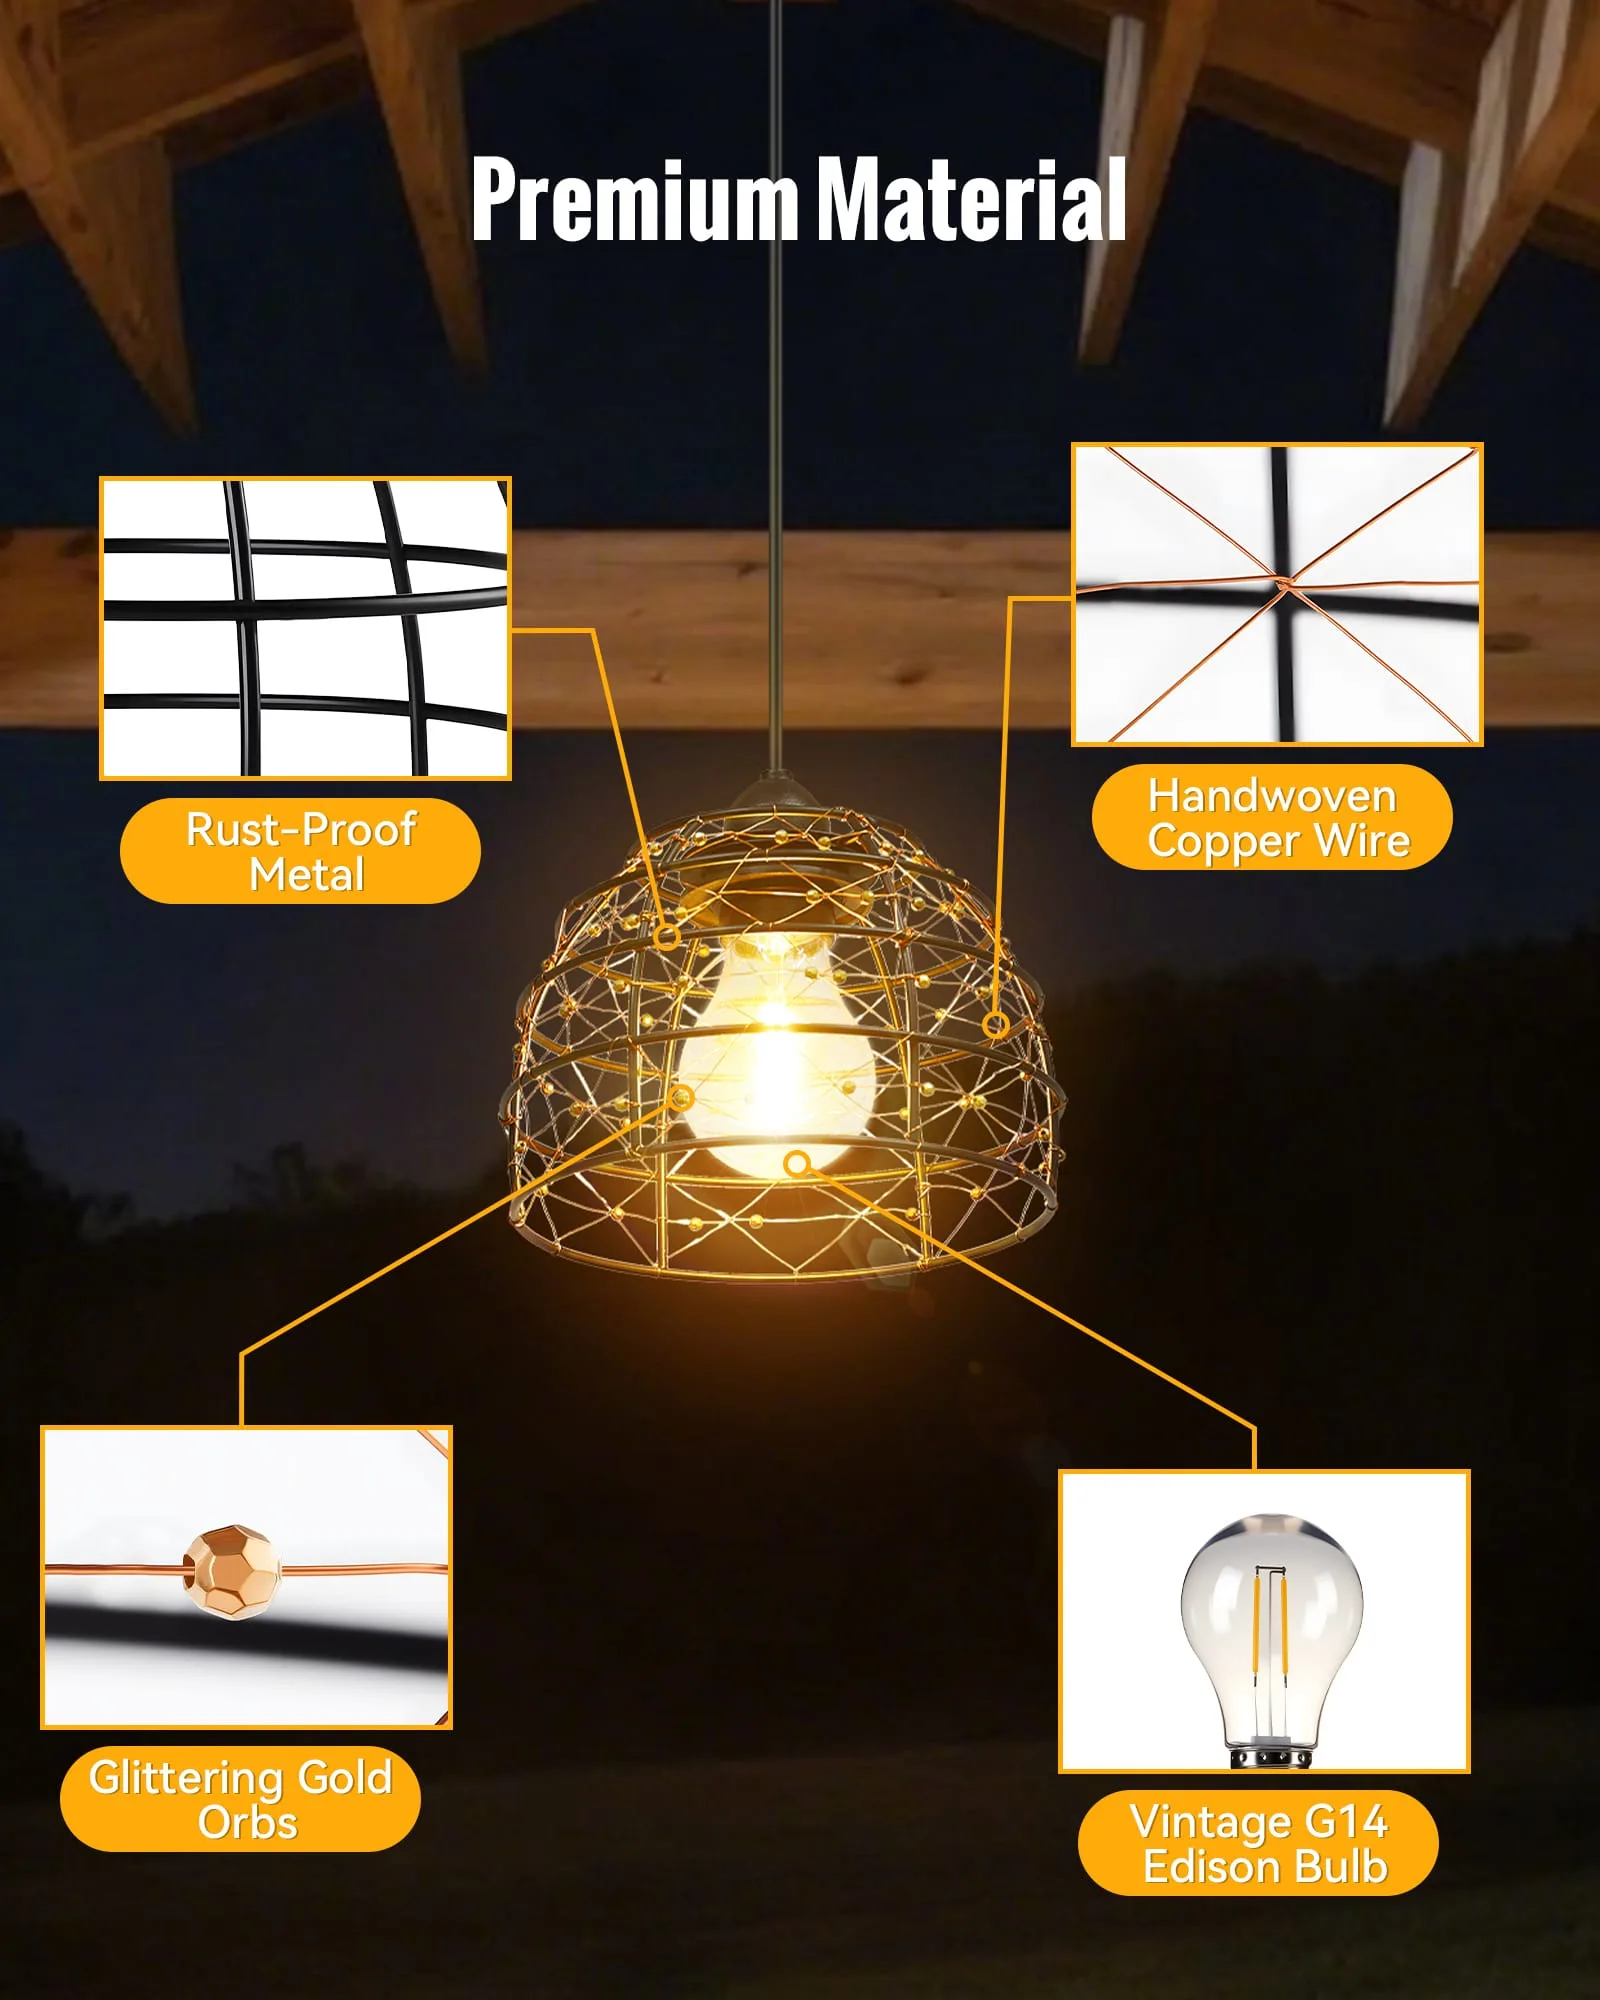 Premium Material
Rust-Proof
Metal
Handwoven
Copper Wire
Glittering Gold
Orbs
Vintage G14
Edison Bulb